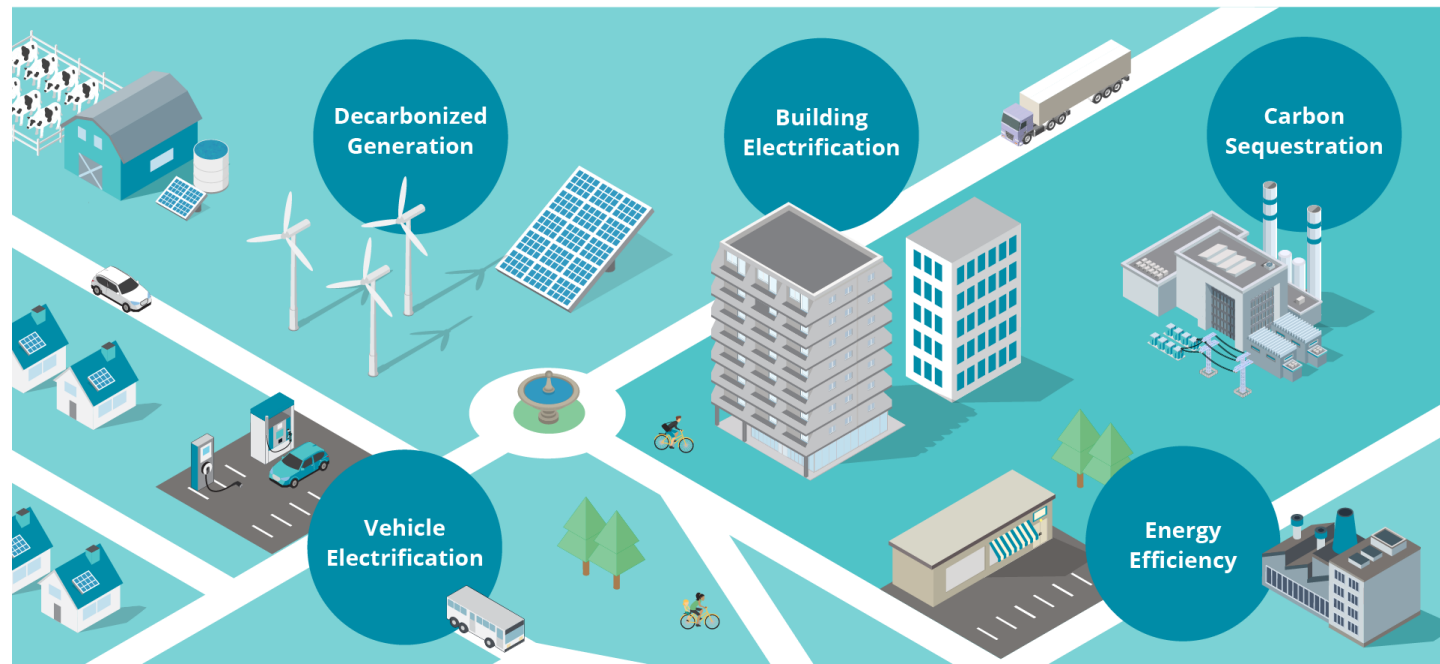 Decarbonized
Generation
Building
Electrification
Carbon
Sequestration
Vehicle
Electrification
Energy
Efficiency